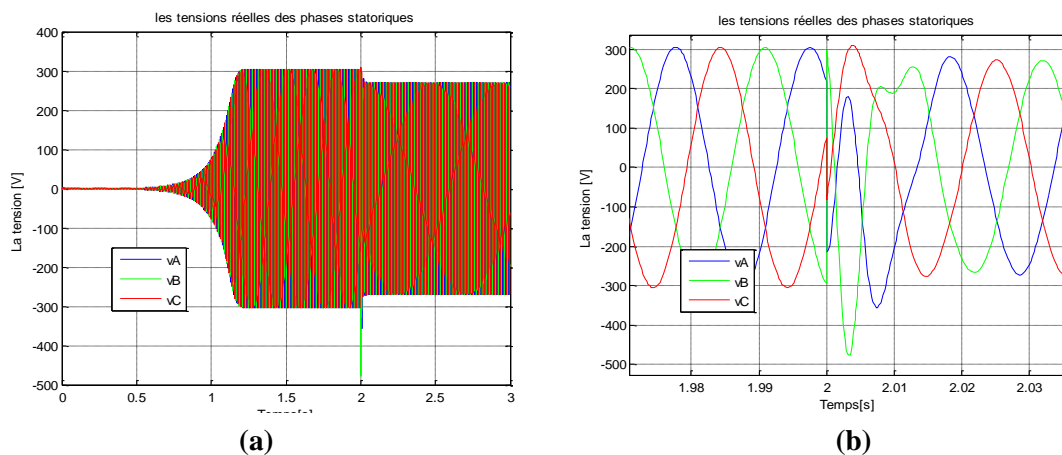 les tensions réelles des phases statoriques
400
300
200
100
0
-100
-200
-300
-400
-500
La tension [V]
vA
vB
vC
0
0.5
1
1.5
2
2.5
3
Temps[s]
(a)
les tensions réelles des phases statoriques
300
200
100
0
-100
-200
-300
-400
-500
La tension [V]
vA
vB
vC
1.98
1.99
2
2.01
2.02
2.03
Temps[s]
(b)